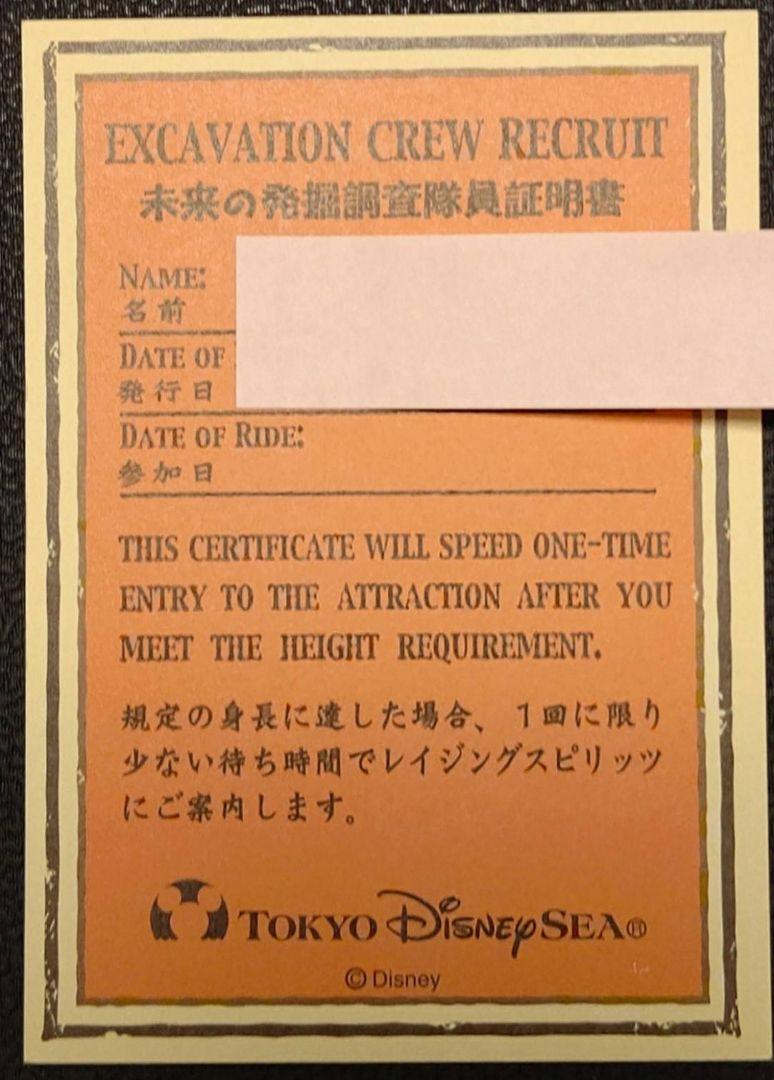 EXCAVATION CREW RECRUIT
未来の発掘調査隊員証明書
NAME:
名前
DATE OF
発行日
DATE OF RIDE:
参加日
THIS CERTIFICATE WILL SPEED ONE-TIME
ENTRY TO THE ATTRACTION AFTER YOU
MEET THE HEIGHT REQUIREMENT.
規定の身長に達した場合、1回に限り
少ない待ち時間でレイジングスピリッツ
にご案内します。
TOKYO DISNEYSEA®
© Disney